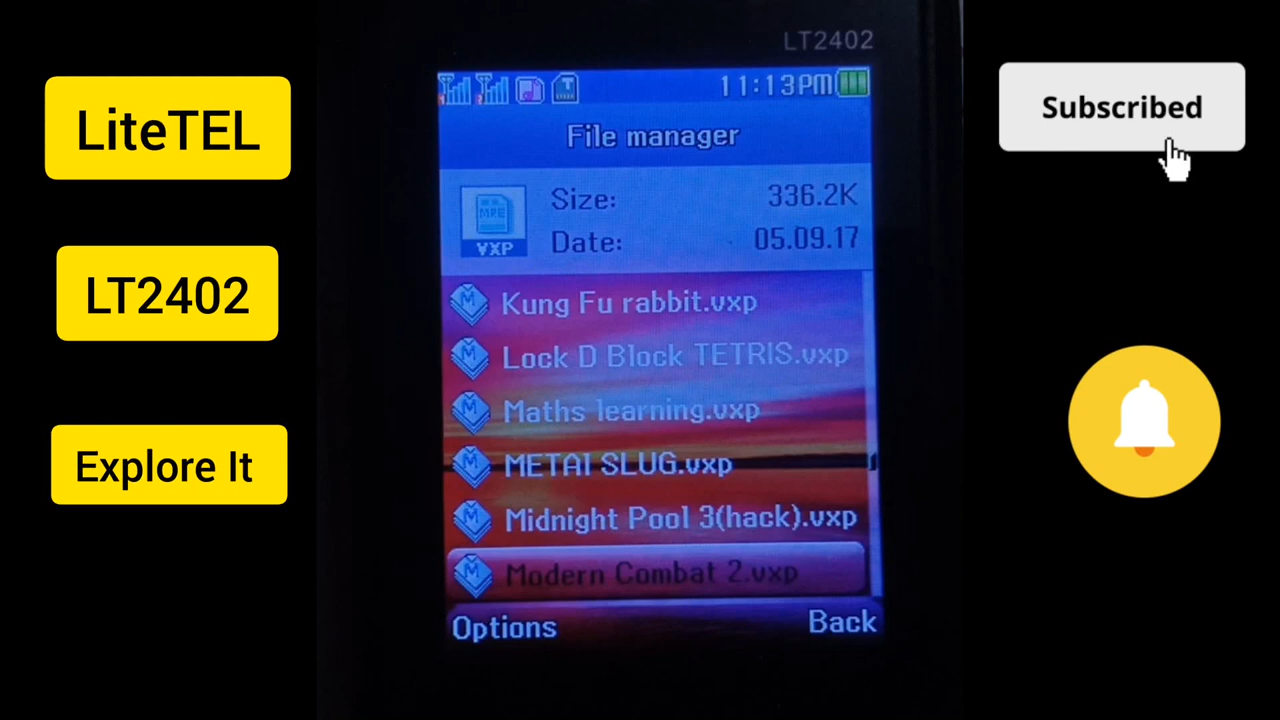 LiteTEL
LT2402
Explore It
LT2402
11:13PM
File manager
MRE
VXP
Size: 336.2K
Date: 05.09.17
Kung Fu rabbit.vxp
Lock D Block TETRIS.vxp
Maths learning.vxp
METAl SLUG.vxp
Midnight Pool 3(hack).vxp
Modern Combat 2.vxp
Options Back
Subscribed